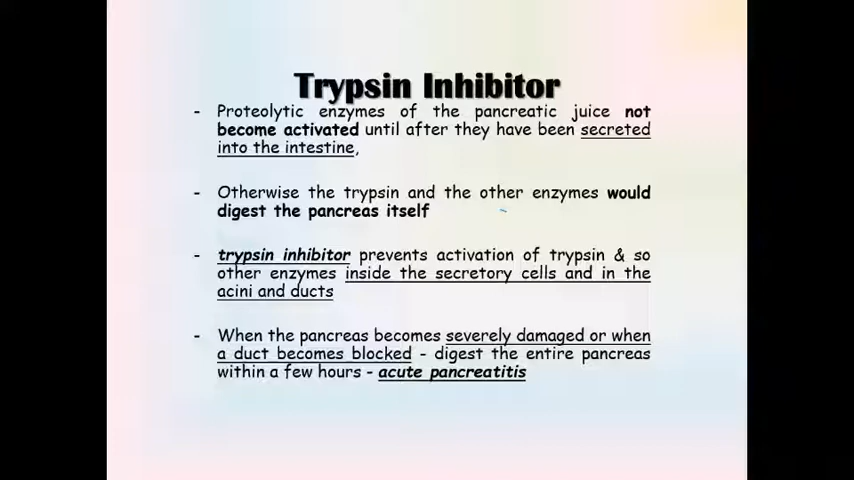 Trypsin Inhibitor
- Proteolytic enzymes of the pancreatic juice not
become activated until after they have been secreted
into the intestine,
- Otherwise the trypsin and the other enzymes would
digest the pancreas itself
- trypsin inhibitor prevents activation of trypsin & so
other enzymes inside the secretory cells and in the
acini and ducts
- When the pancreas becomes severely damaged or when
a duct becomes blocked - digest the entire pancreas
within a few hours - acute pancreatitis